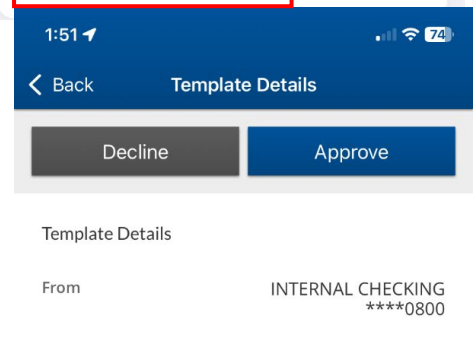 1:51
74
Back Template Details
Decline Approve
Template Details
From INTERNAL CHECKING
****0800